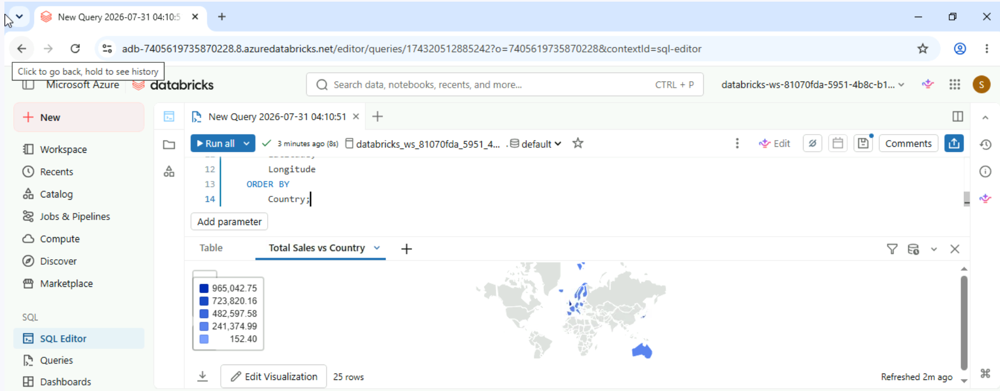 New Query 2026-07-31 04:10:5
adb-7405619735870228.8.azuredatabricks.net/editor/queries/1743205128852​42?o=7405619735870228&contextId=sql-editor
Click to go back, hold to see history
Microsoft Azure databricks
Search data, notebooks, recents, and more... CTRL + P
databricks-ws-81070fda-5951-4b8c-b1... S
New
Workspace
Recents
Catalog
Jobs & Pipelines
Compute
Discover
Marketplace
SQL
SQL Editor
Queries
Dashboards
New Query 2026-07-31 04:10:51
Run all 3 minutes ago (8s) databricks_ws_81070fda_5951_4... . default Edit Comments
12 Longitude
13 ORDER BY
14 Country;
Add parameter
Table Total Sales vs Country
965,042.75
723,820.16
482,597.58
241,374.99
152.40
Edit Visualization 25 rows Refreshed 2m ago